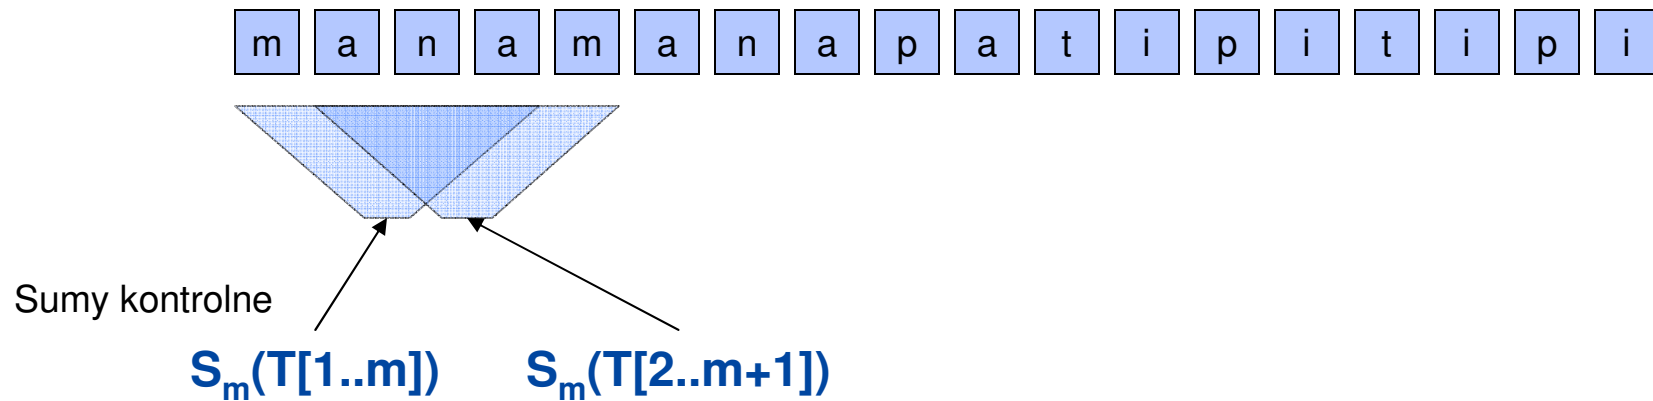 m a n a m a n a p a t i p i t i p i
Sumy kontrolne
Sm(T[1..m]) Sm(T[2..m+1])